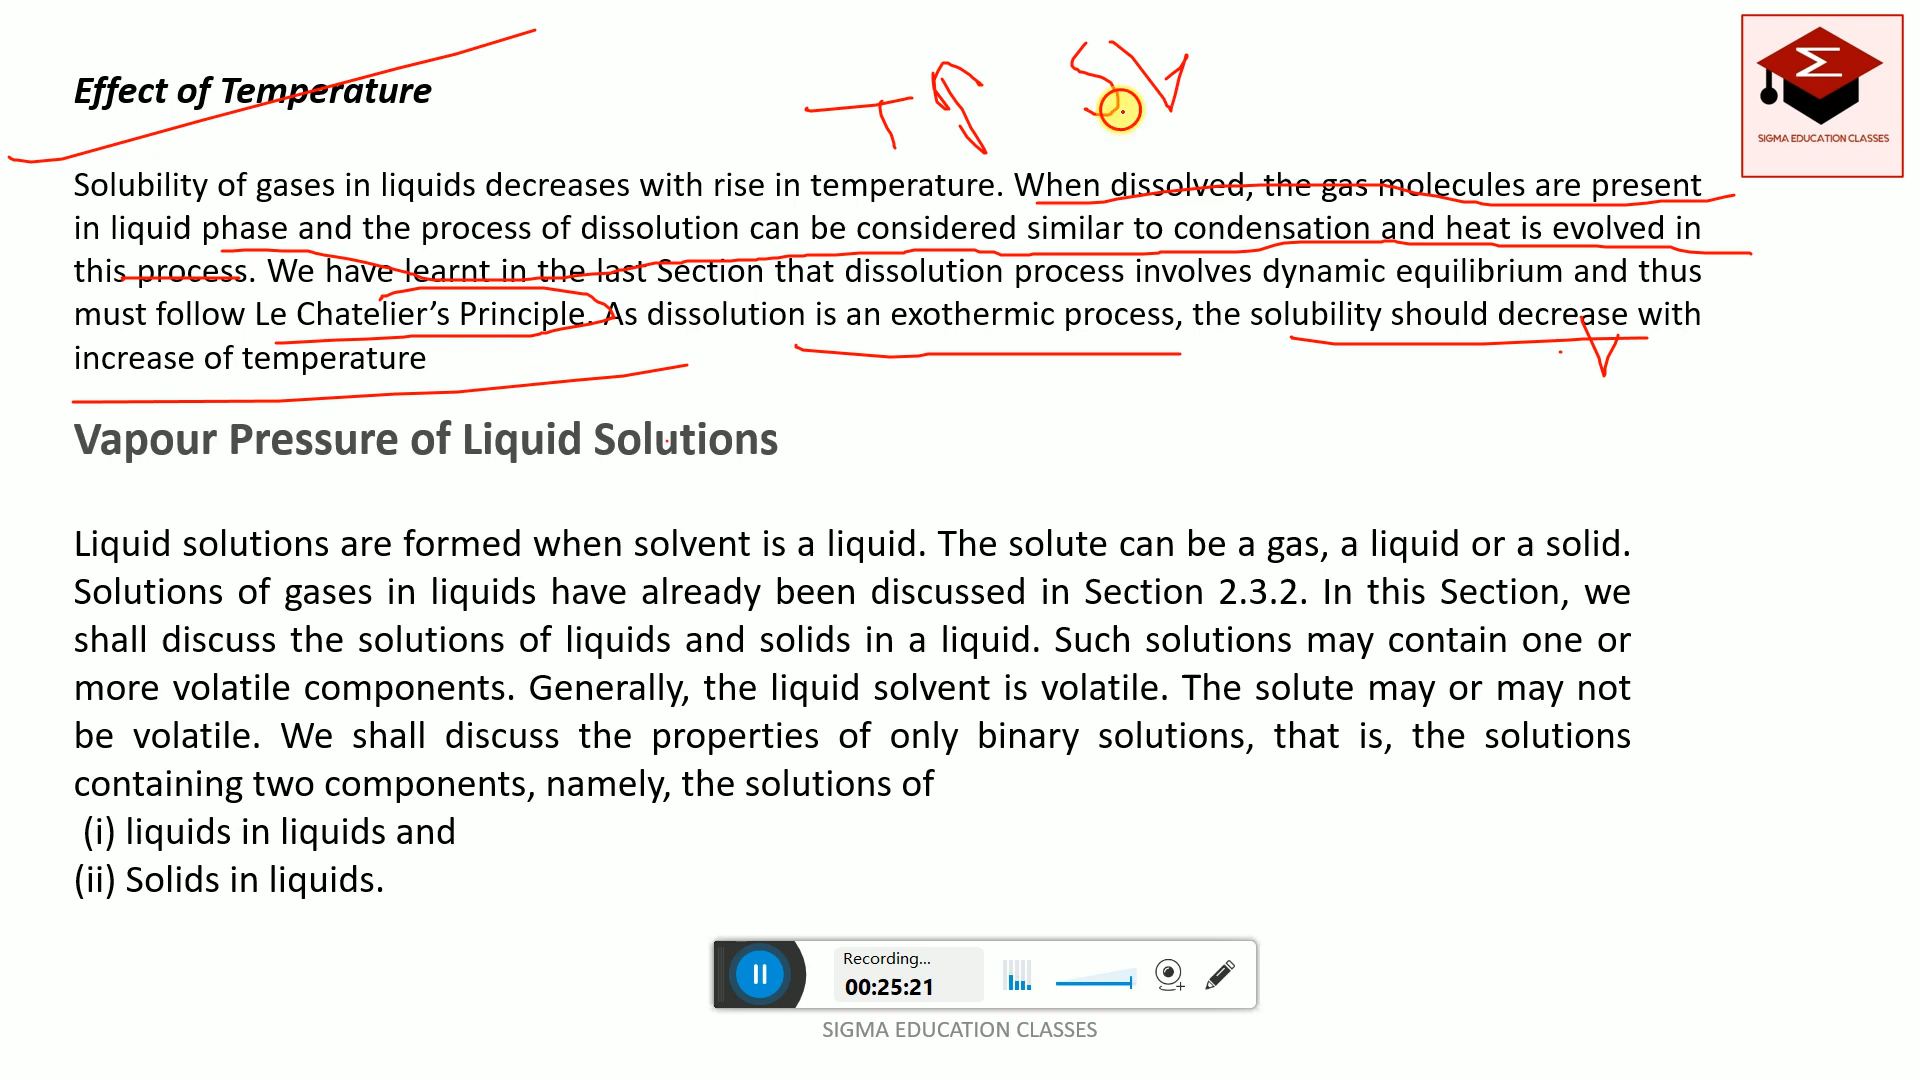 Effect of Temperature
T S
SIGMA EDUCATION CLASSES
Solubility of gases in liquids decreases with rise in temperature. When dissolved, the gas molecules are present
in liquid phase and the process of dissolution can be considered similar to condensation and heat is evolved in
this process. We have learnt in the last Section that dissolution process involves dynamic equilibrium and thus
must follow Le Chatelier’s Principle. As dissolution is an exothermic process, the solubility should decrease with
increase of temperature
Vapour Pressure of Liquid Solutions
Liquid solutions are formed when solvent is a liquid. The solute can be a gas, a liquid or a solid.
Solutions of gases in liquids have already been discussed in Section 2.3.2. In this Section, we
shall discuss the solutions of liquids and solids in a liquid. Such solutions may contain one or
more volatile components. Generally, the liquid solvent is volatile. The solute may or may not
be volatile. We shall discuss the properties of only binary solutions, that is, the solutions
containing two components, namely, the solutions of
(i) liquids in liquids and
(ii) Solids in liquids.
Recording...
00:25:21
SIGMA EDUCATION CLASSES